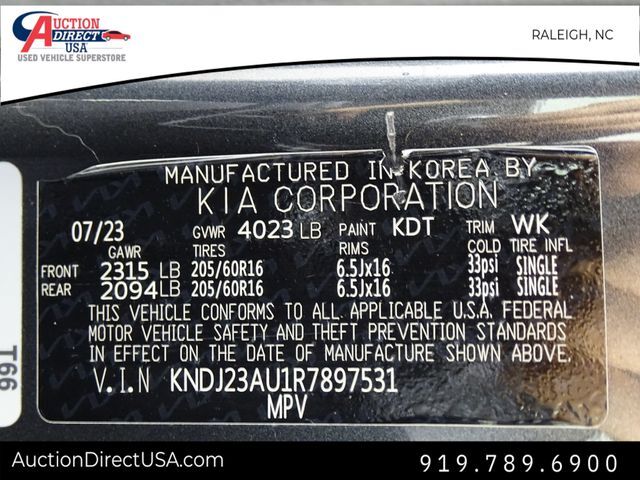 AUCTION
DIRECT
USA
USED VEHICLE SUPERSTORE
RALEIGH, NC
MANUFACTURED IN KOREA BY
KIA CORPORATION
07/23 GVWR 4023 LB PAINT KDT TRIM WK
GAWR TIRES RIMS COLD TIRE INFL
FRONT 2315 LB 205/60R16 6.5Jx16 33psi SINGLE
REAR 2094 LB 205/60R16 6.5Jx16 33psi SINGLE
THIS VEHICLE CONFORMS TO ALL APPLICABLE U.S.A. FEDERAL
MOTOR VEHICLE SAFETY AND THEFT PREVENTION STANDARDS
IN EFFECT ON THE DATE OF MANUFACTURE SHOWN ABOVE.
V.I.N KNDJ23AU1R7897531
MPV
T66
AuctionDirectUSA.com
919.789.6900